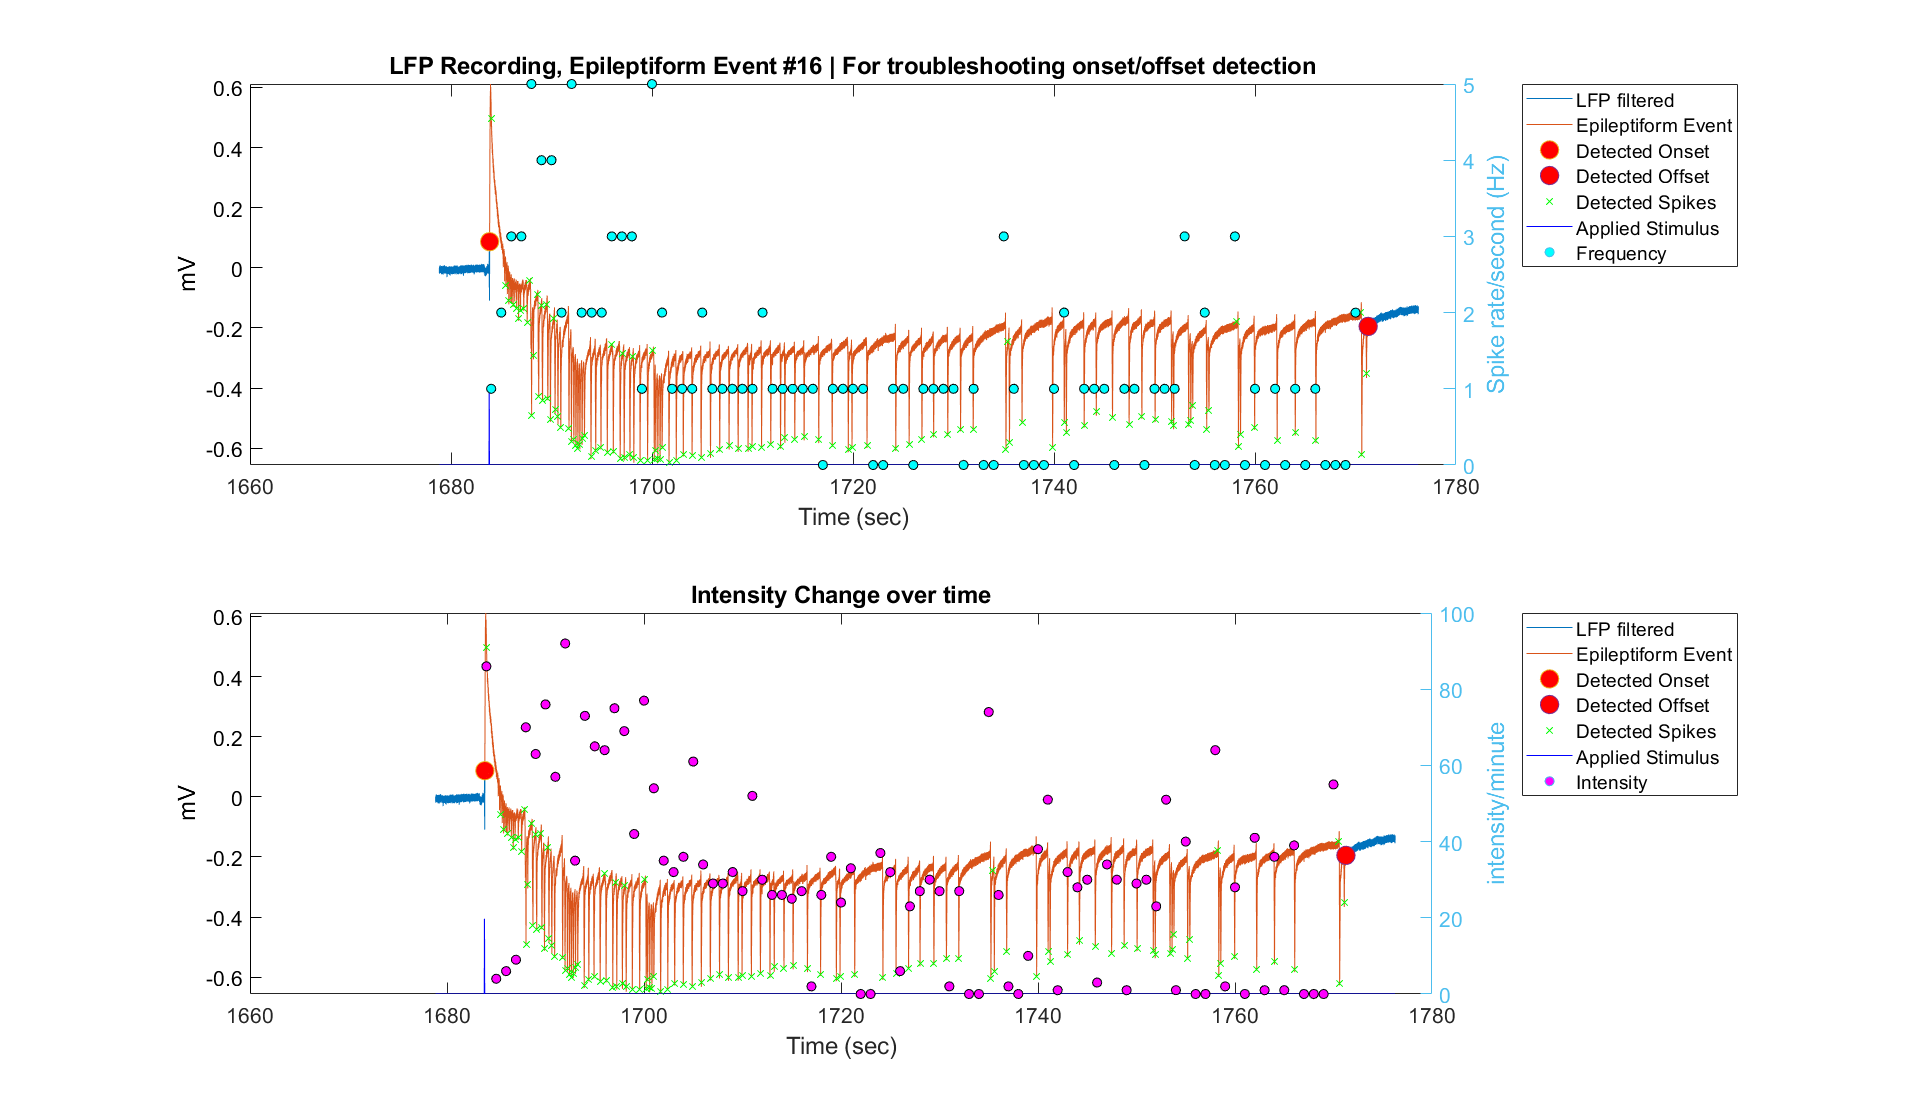 LFP Recording, Epileptiform Event #16 | For troubleshooting onset/offset detection
0.6
0.4
0.2
0
-0.2
-0.4
-0.6
mV
1660
1680
1700
1720
1740
1760
1780
Time (sec)
5
4
3
2
1
0
Spike rate/second (Hz)
LFP filtered
Epileptiform Event
Detected Onset
Detected Offset
Detected Spikes
Applied Stimulus
Frequency
Intensity Change over time
0.6
0.4
0.2
0
-0.2
-0.4
-0.6
mV
1660
1680
1700
1720
1740
1760
1780
Time (sec)
100
80
60
40
20
0
intensity/minute
LFP filtered
Epileptiform Event
Detected Onset
Detected Offset
Detected Spikes
Applied Stimulus
Intensity